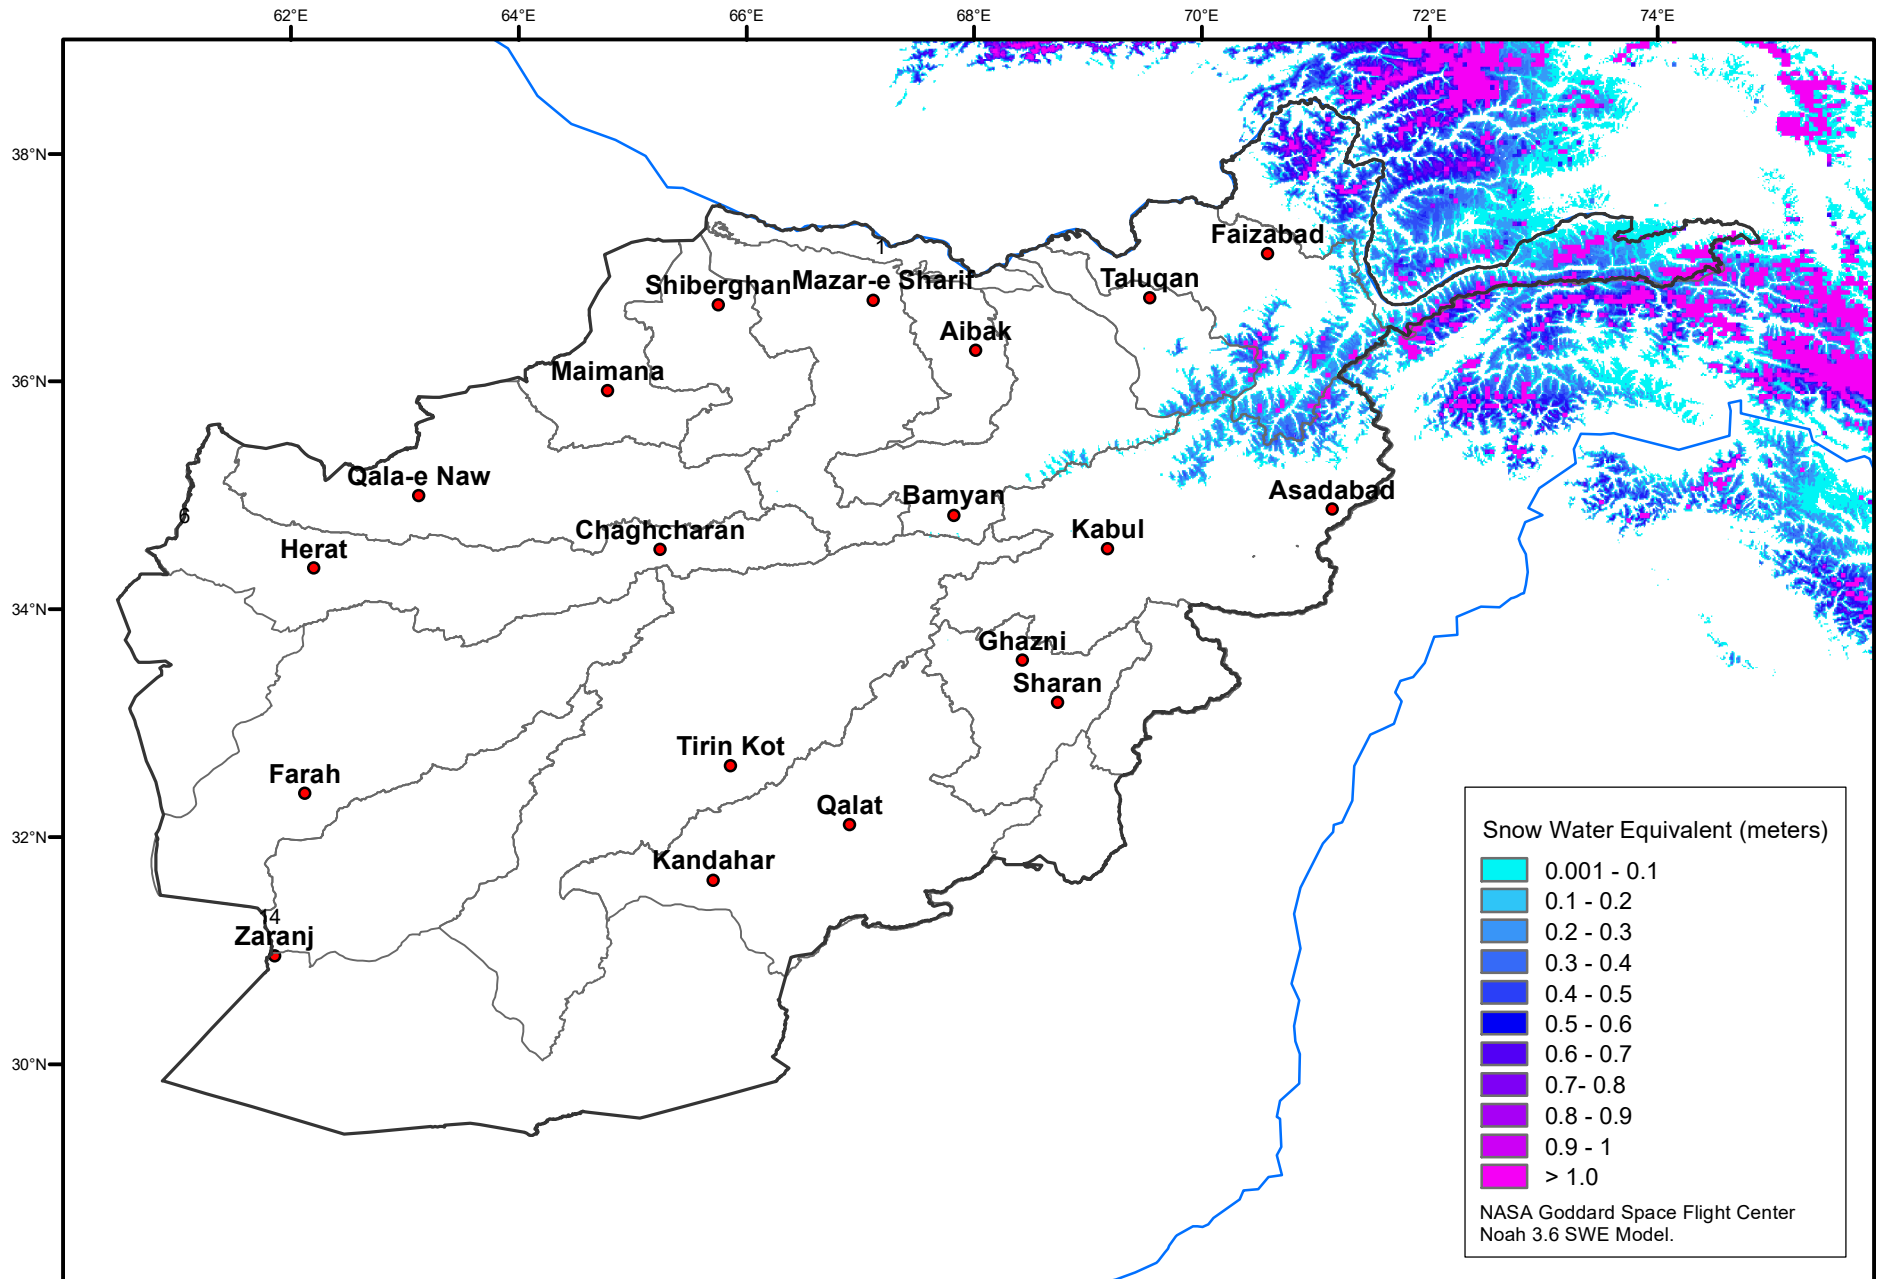 62°E 64°E 66°E 68°E 70°E 72°E 74°E
38°N
Faizabad
1
Shiberghan
Mazar-e Sharif
Taluqan
Aibak
36°N
Maimana
Qala-e Naw
Bamyan
Asadabad
6
Chaghcharan
Kabul
Herat
34°N
Ghazni
Sharan
Tirin Kot
Farah
Qalat
32°N
Kandahar
14
Zaranj
30°N
Snow Water Equivalent (meters)
0.001 - 0.1
0.1 - 0.2
0.2 - 0.3
0.3 - 0.4
0.4 - 0.5
0.5 - 0.6
0.6 - 0.7
0.7- 0.8
0.8 - 0.9
0.9 - 1
> 1.0
NASA Goddard Space Flight Center
Noah 3.6 SWE Model.